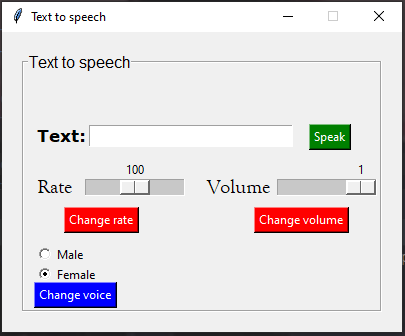 Text to speech
Text to speech
Text: Speak
100 1
Rate Volume
Change rate Change volume
Male
Female
Change voice